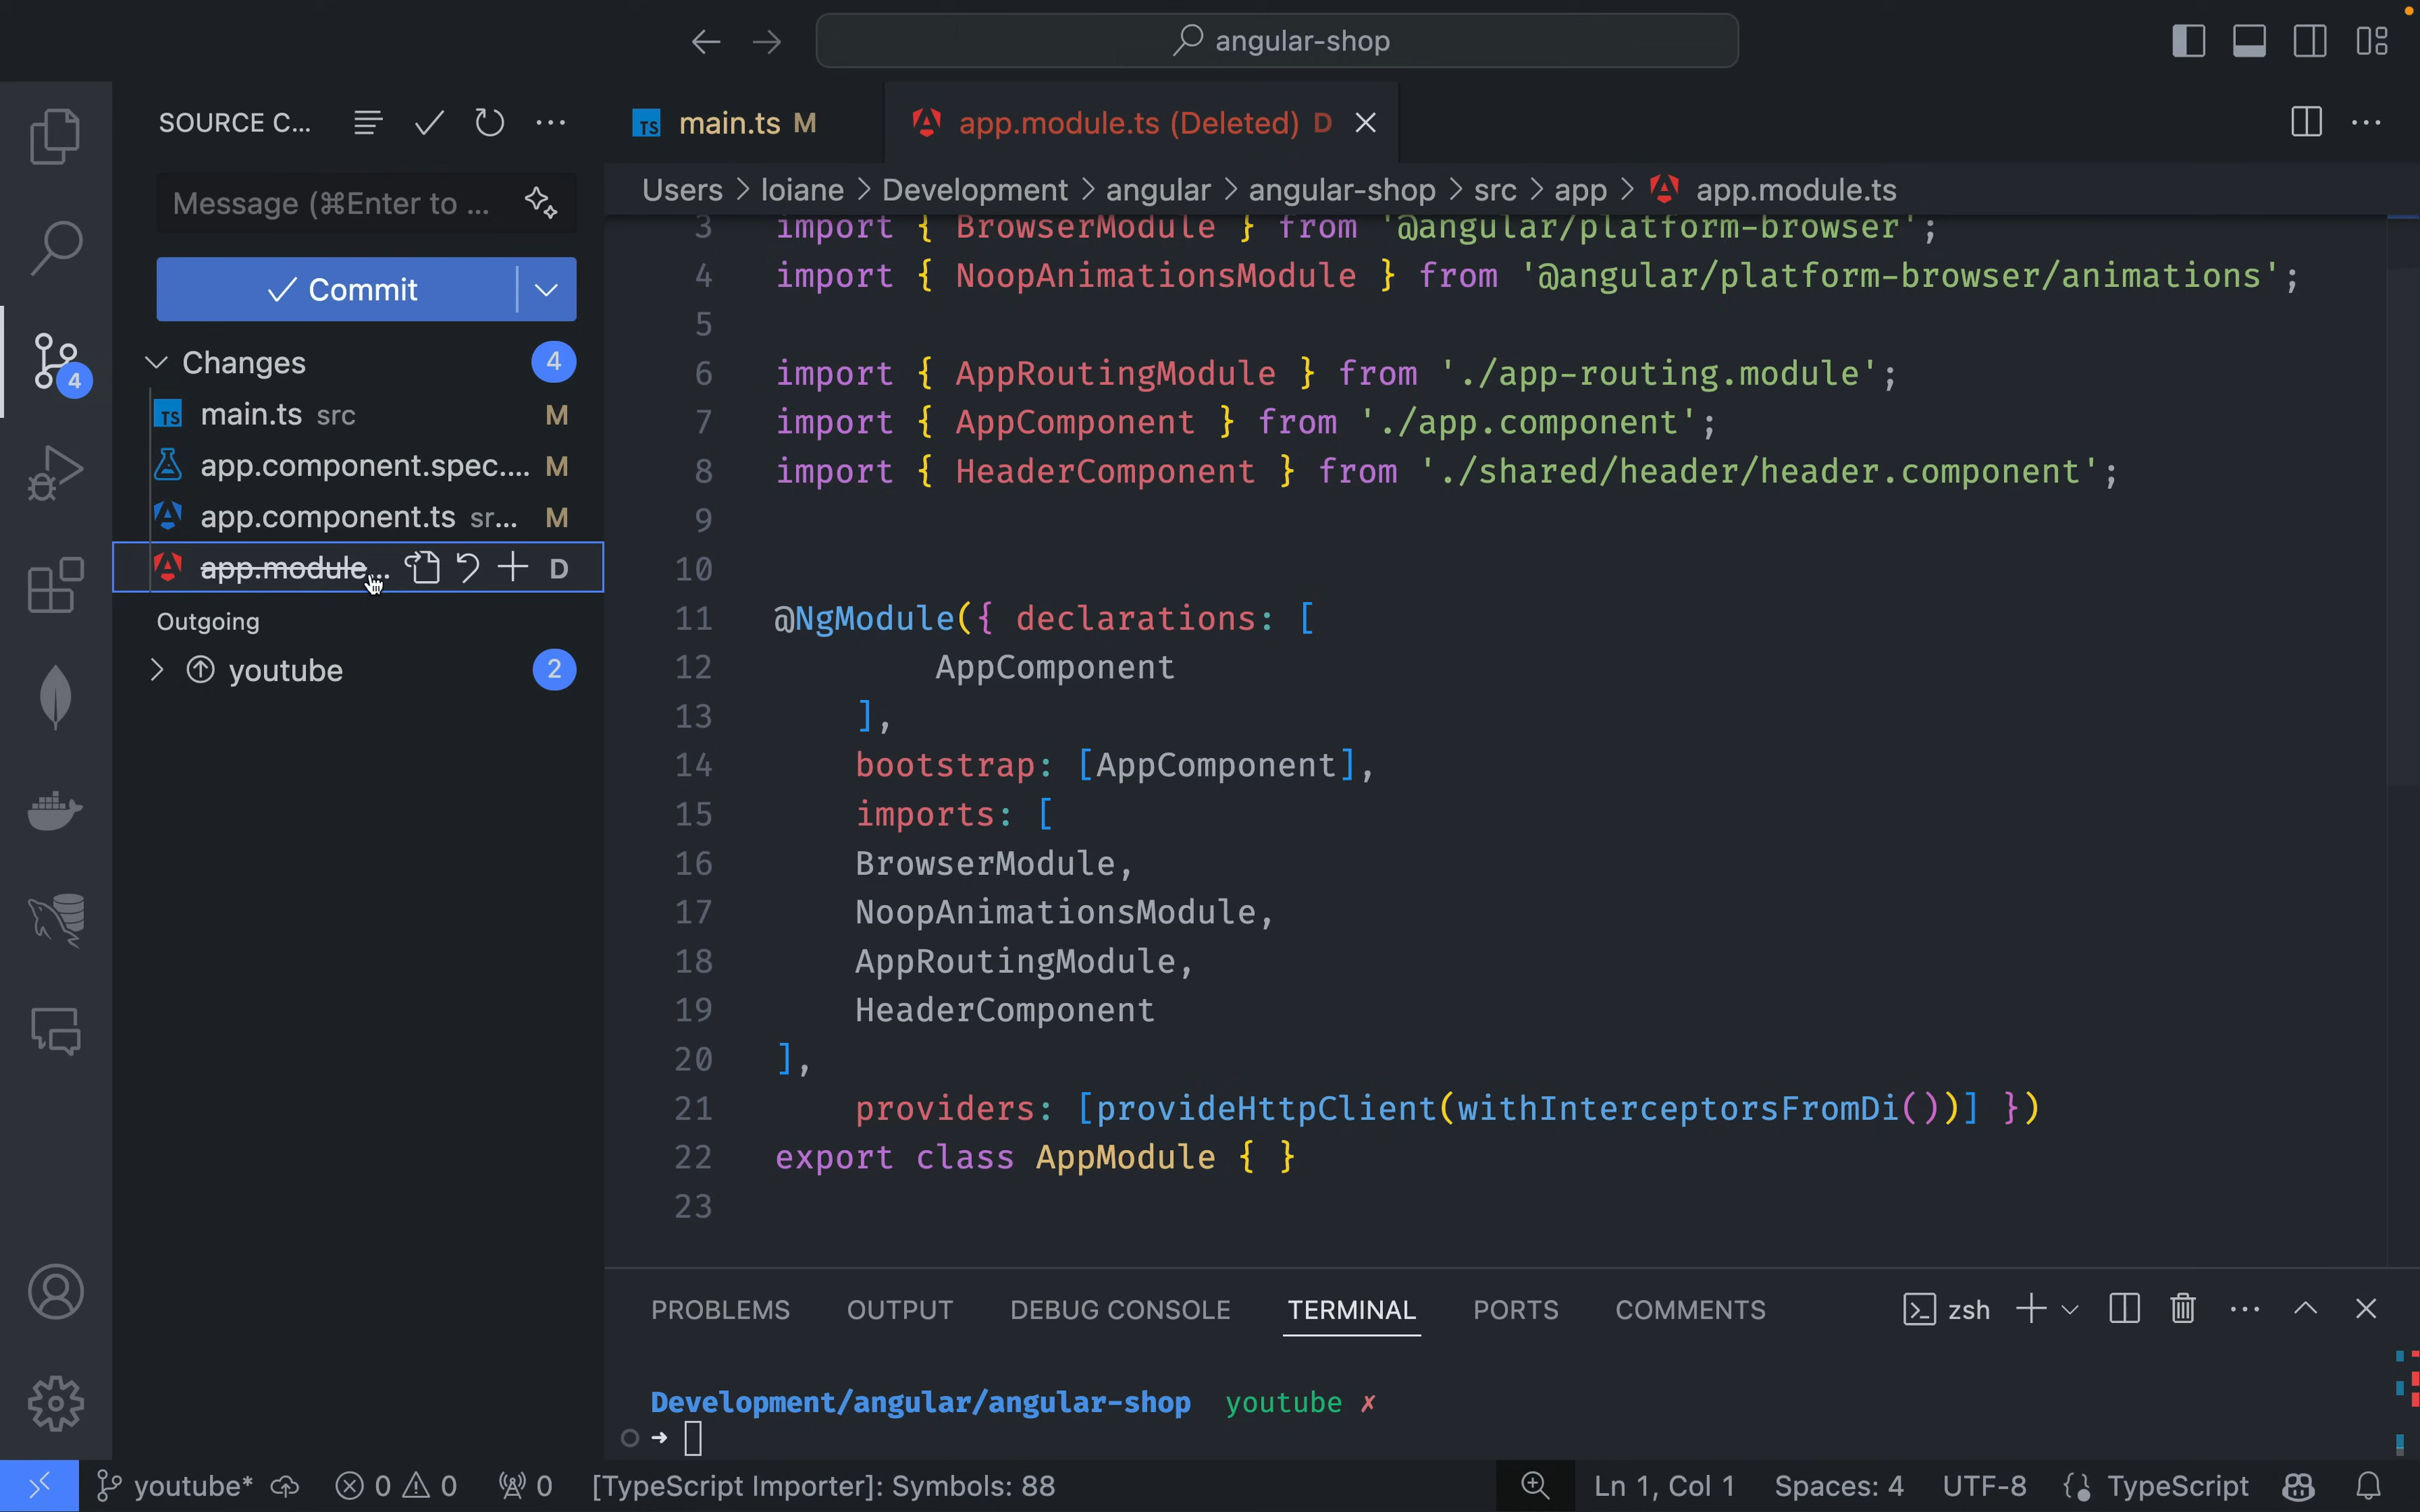 angular-shop
SOURCE C...
TS main.ts M
app.module.ts (Deleted) D
Message (⌘Enter to ...
Users > loiane > Development > angular > angular-shop > src > app > app.module.ts
Commit
Changes 4
4
TS main.ts src M
app.component.spec.... M
app.component.ts sr... M
app.module... D
Outgoing
youtube 2
3 import { BrowserModule } from '@angular/platform-browser';
4 import { NoopAnimationsModule } from '@angular/platform-browser/animations';
5
6 import { AppRoutingModule } from './app-routing.module';
7 import { AppComponent } from './app.component';
8 import { HeaderComponent } from './shared/header/header.component';
9
10
11 @NgModule({ declarations: [
12 AppComponent
13 ],
14 bootstrap: [AppComponent],
15 imports: [
16 BrowserModule,
17 NoopAnimationsModule,
18 AppRoutingModule,
19 HeaderComponent
20 ],
21 providers: [provideHttpClient(withInterceptorsFromDi())] })
22 export class AppModule { }
23
PROBLEMS OUTPUT DEBUG CONSOLE TERMINAL PORTS COMMENTS zsh
Development/angular/angular-shop youtube ✗
➜
youtube* 0 0 0 [TypeScript Importer]: Symbols: 88 Ln 1, Col 1 Spaces: 4 UTF-8 TypeScript